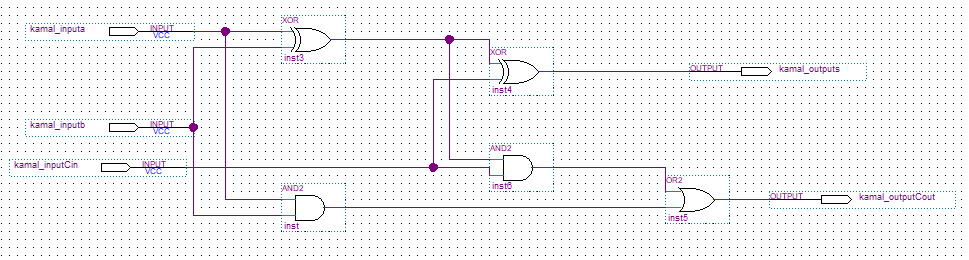 XOR
kamal_inputa INPUT
VCC
inst3
XOR
OUTPUT kamal_outputs
inst4
kamal_inputb INPUT
VCC
AND2
kamal_inputCin INPUT
VCC
inst6
OR2
AND2
OUTPUT kamal_outputCout
inst5
inst